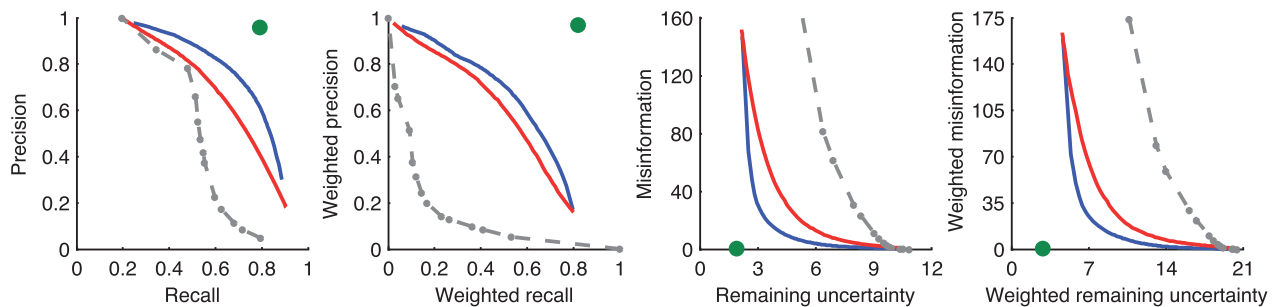 1
0.8
0.6
0.4
0.2
0
0 0.2 0.4 0.6 0.8 1
Precision
Recall
1
0.8
0.6
0.4
0.2
0
0 0.2 0.4 0.6 0.8 1
Weighted precision
Weighted recall
160
120
80
40
0
0 3 6 9 12
Misinformation
Remaining uncertainty
175
140
105
70
35
0
0 7 14 21
Weighted misinformation
Weighted remaining uncertainty